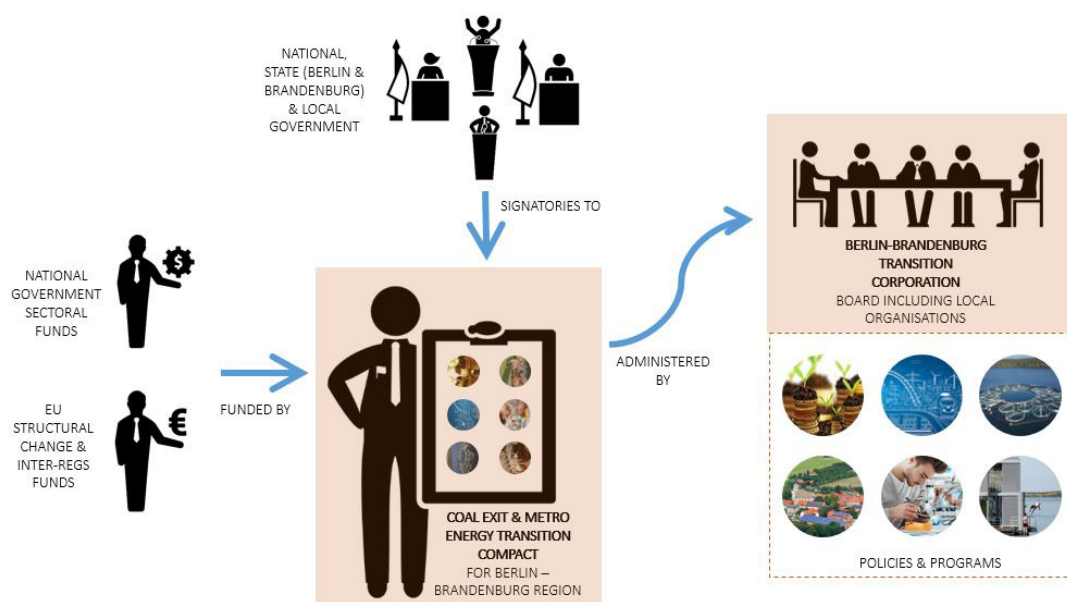 NATIONAL,
STATE (BERLIN &
BRANDENBURG)
& LOCAL
GOVERNMENT
SIGNATORIES TO
NATIONAL
GOVERNMENT
SECTORAL
FUNDS
$
EU
STRUCTURAL
CHANGE &
INTER-REGS
FUNDS
€
FUNDED BY
COAL EXIT & METRO
ENERGY TRANSITION
COMPACT
FOR BERLIN –
BRANDENBURG REGION
ADMINISTERED
BY
BERLIN-BRANDENBURG
TRANSITION
CORPORATION
BOARD INCLUDING LOCAL
ORGANISATIONS
POLICIES & PROGRAMS